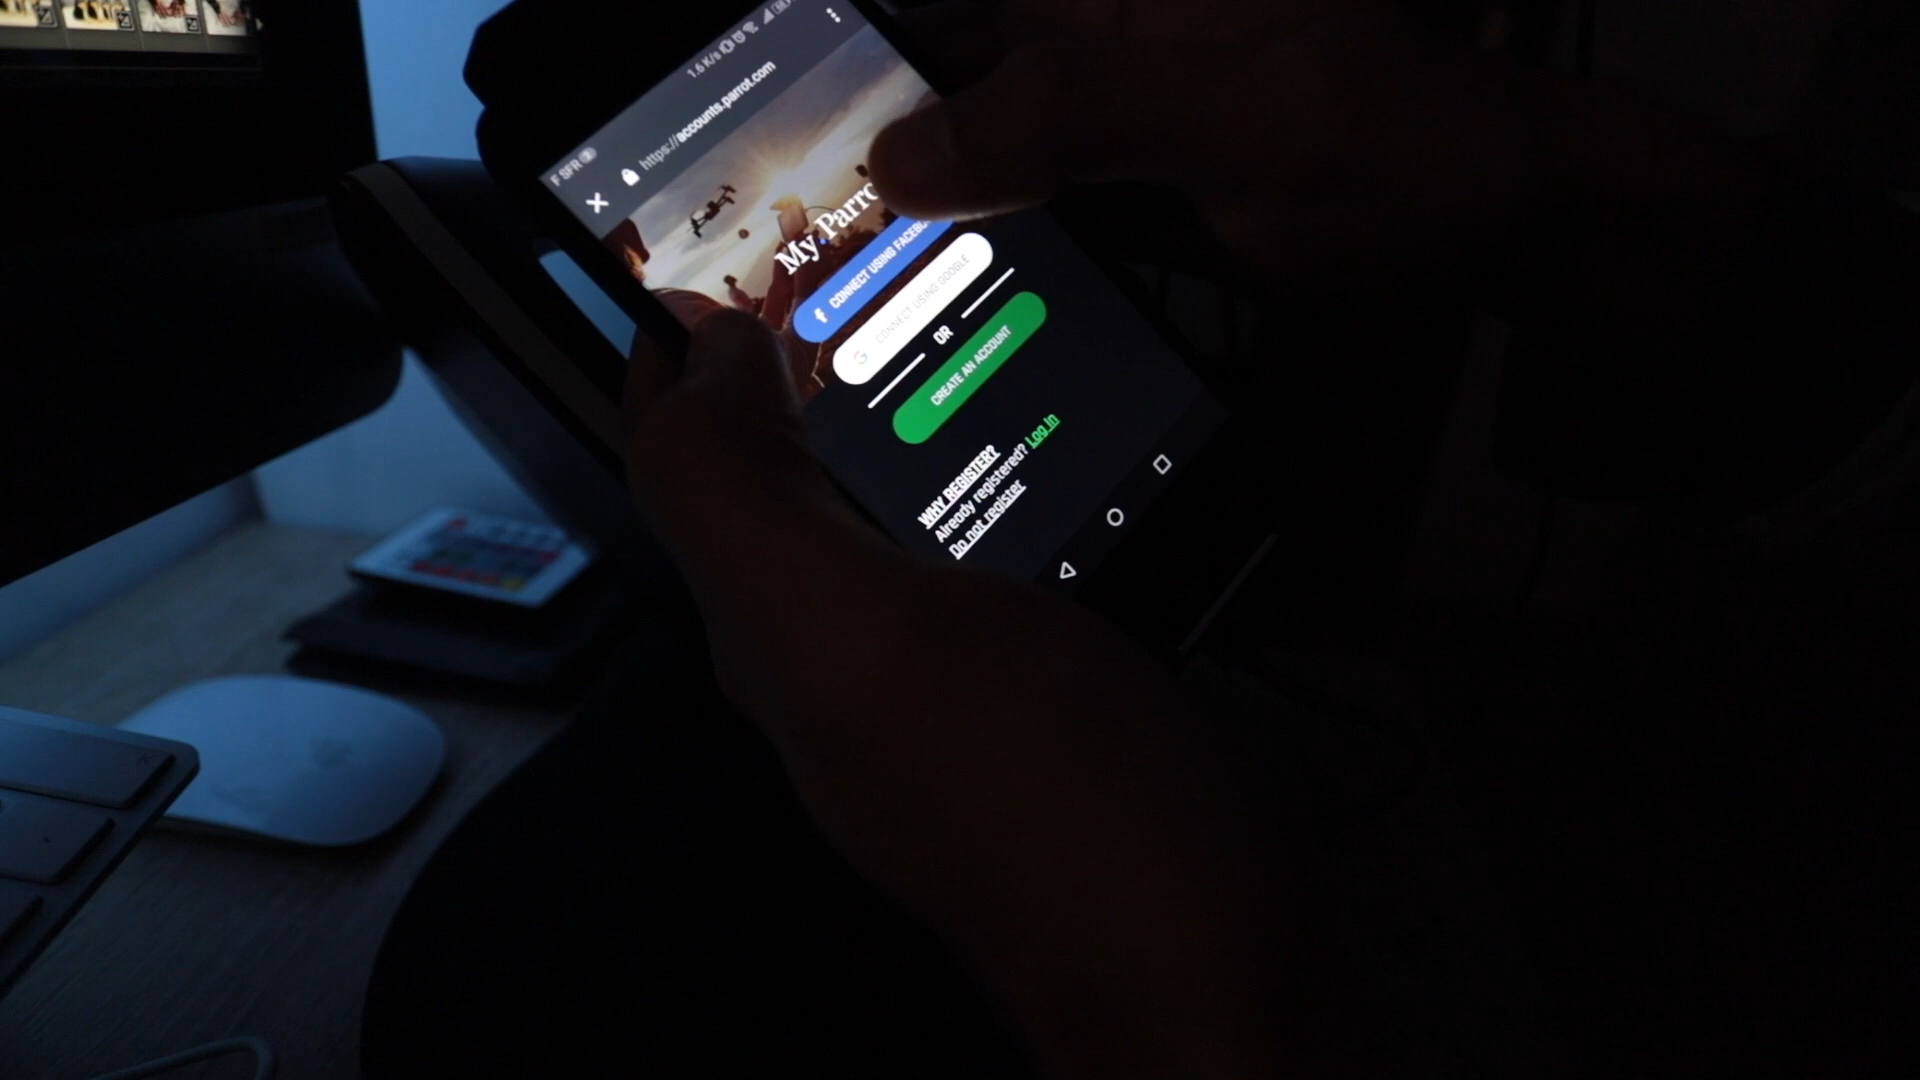 F SFR
1.6 K/s
https://accounts.parrot.com
My.Parro
CONNECT USING FACEBO
CONNECT USING GOOGLE
OR
CREATE AN ACCOUNT
WHY REGISTER?
Already registered? Log in
Do not register